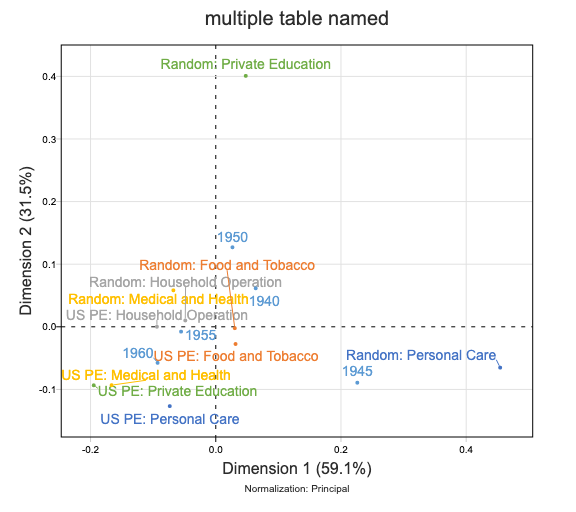 multiple table named
Random: Private Education
0.4
0.3
0.2
1950
Random: Food and Tobacco
0.1
Random: Household Operation
Random: Medical and Health
1940
US PE: Household Operation
0.0
1955
1960
US PE: Food and Tobacco
Random: Personal Care
1945
US PE: Medical and Health
-0.1
US PE: Private Education
US PE: Personal Care
Dimension 2 (31.5%)
-0.2
0.0
0.2
0.4
Dimension 1 (59.1%)
Normalization: Principal